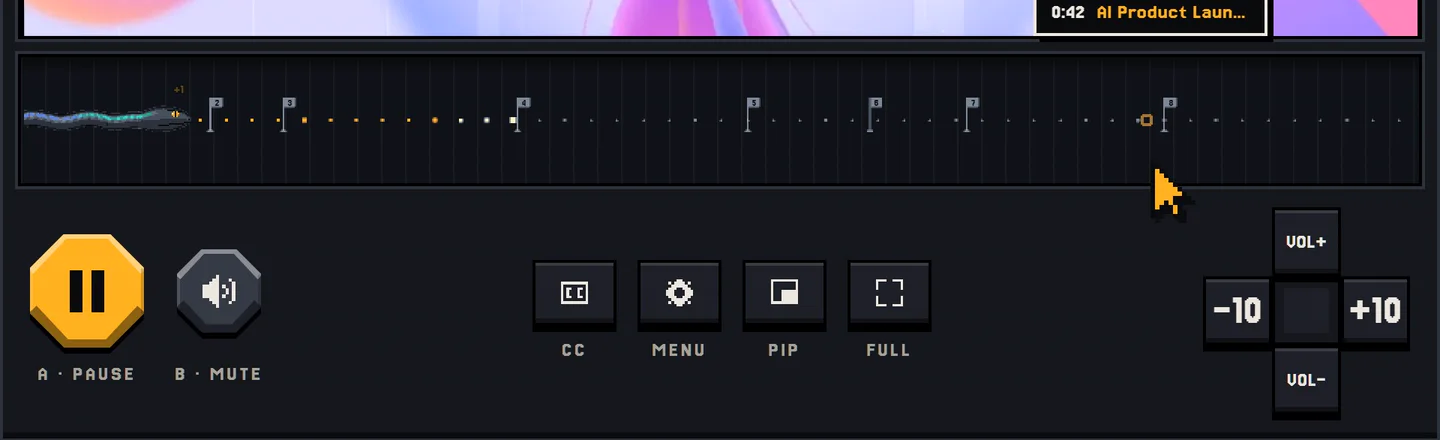 0:42 AI Product Laun...
+1
2 3 4 5 6 7 8
VOL+
-10 +10
VOL-
CC MENU PIP FULL
A · PAUSE B · MUTE